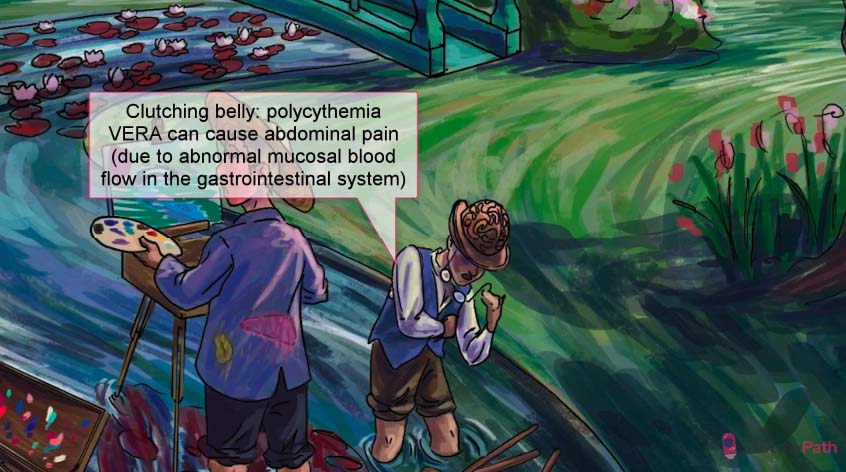 Clutching belly: polycythemia
VERA can cause abdominal pain
(due to abnormal mucosal blood
flow in the gastrointestinal system)
Path